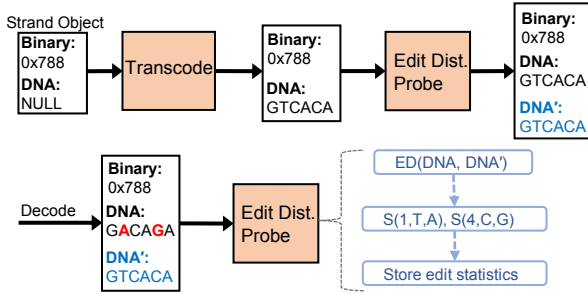 Strand Object
Binary:
0x788
DNA:
NULL
Transcode
Binary:
0x788
DNA:
GTCACA
Edit Dist.
Probe
Binary:
0x788
DNA:
GTCACA
DNA′:
GTCACA
Decode
Binary:
0x788
DNA:
GACAGA
DNA′:
GTCACA
Edit Dist.
Probe
ED(DNA, DNA′)
S(1,T,A), S(4,C,G)
Store edit statistics